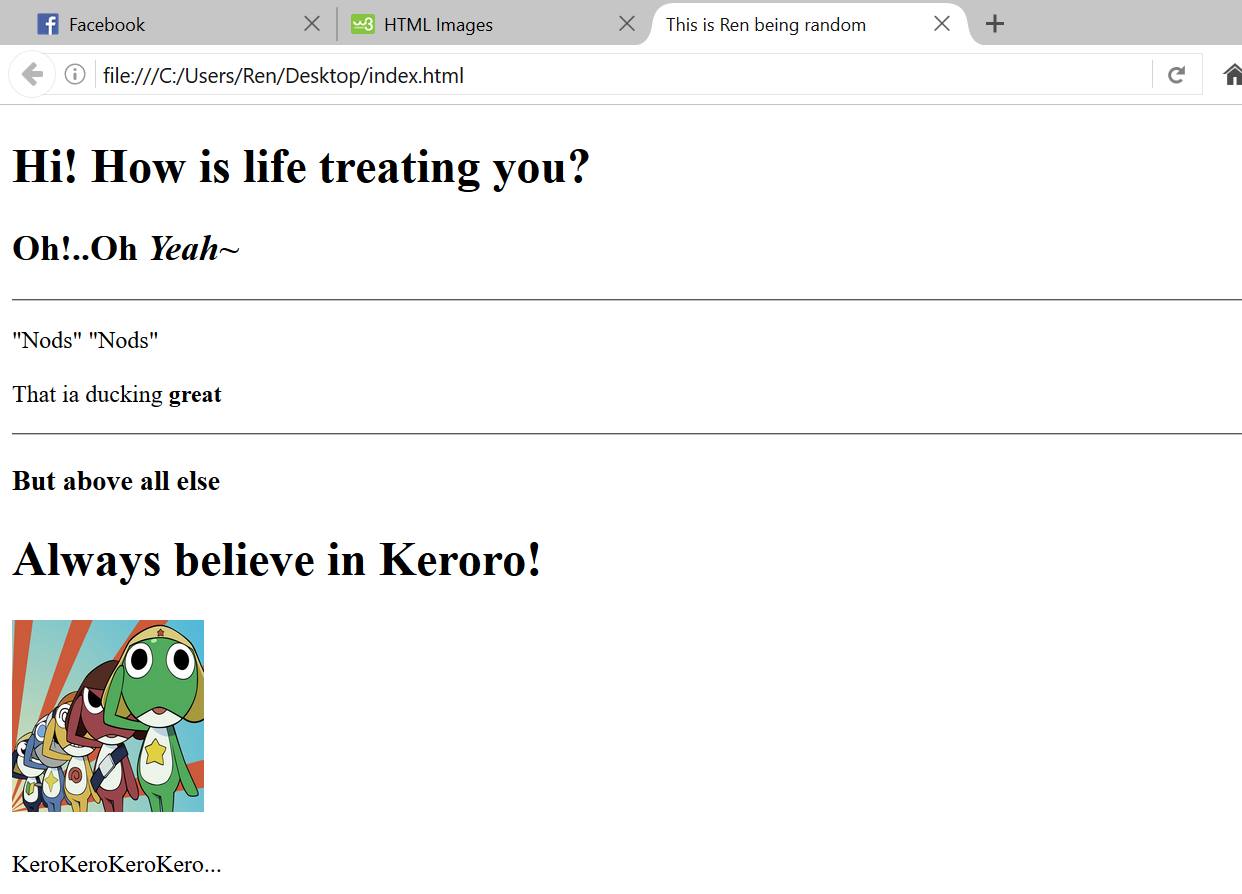 Facebook
HTML Images
This is Ren being random
file:///C:/Users/Ren/Desktop/index.html
Hi! How is life treating you?
Oh!..Oh Yeah~
"Nods" "Nods"
That ia ducking great
But above all else
Always believe in Keroro!
KeroKeroKeroKero...